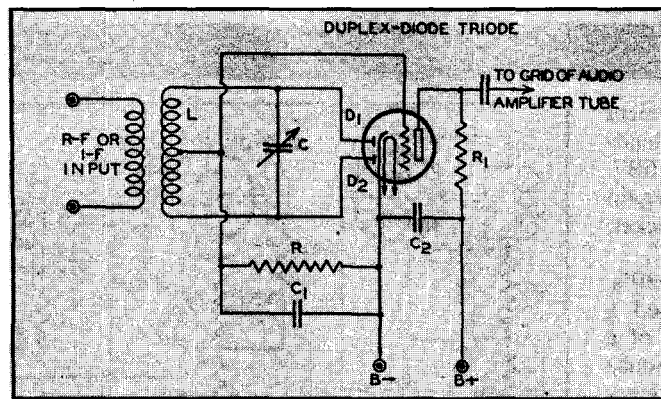 DUPLEX-DIODE TRIODE
TO GRID OF AUDIO
AMPLIFIER TUBE
L
D1
C
R-F OR
I-F
INPUT
D2
R1
C2
R
C1
B-
B+